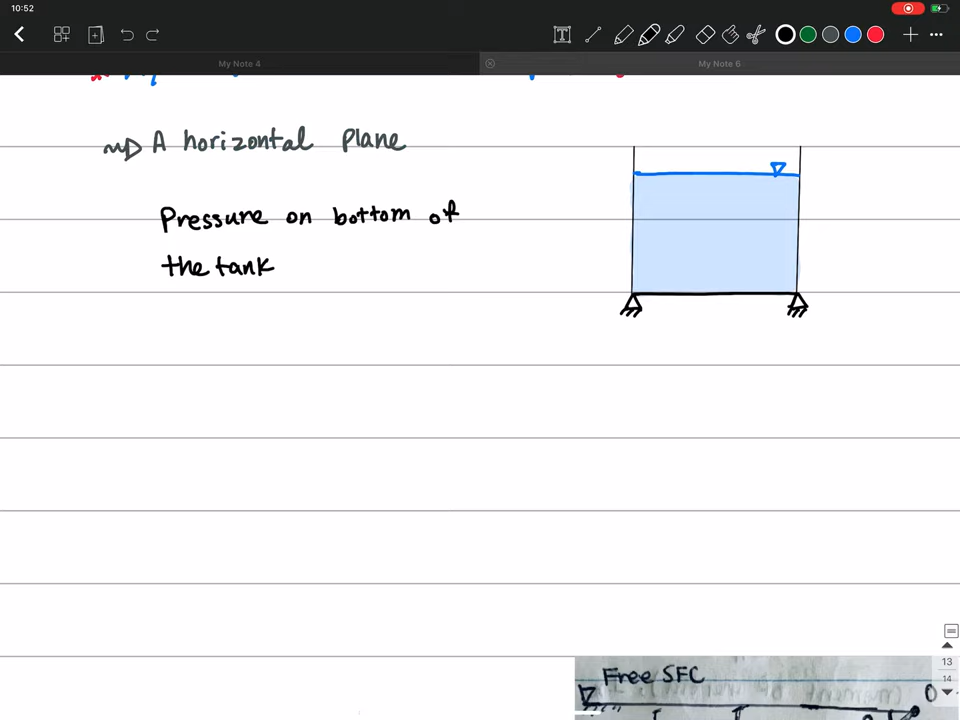 10:52
My Note 4
My Note 6
A horizontal plane
Pressure on bottom of
the tank
13
14
Free SFC